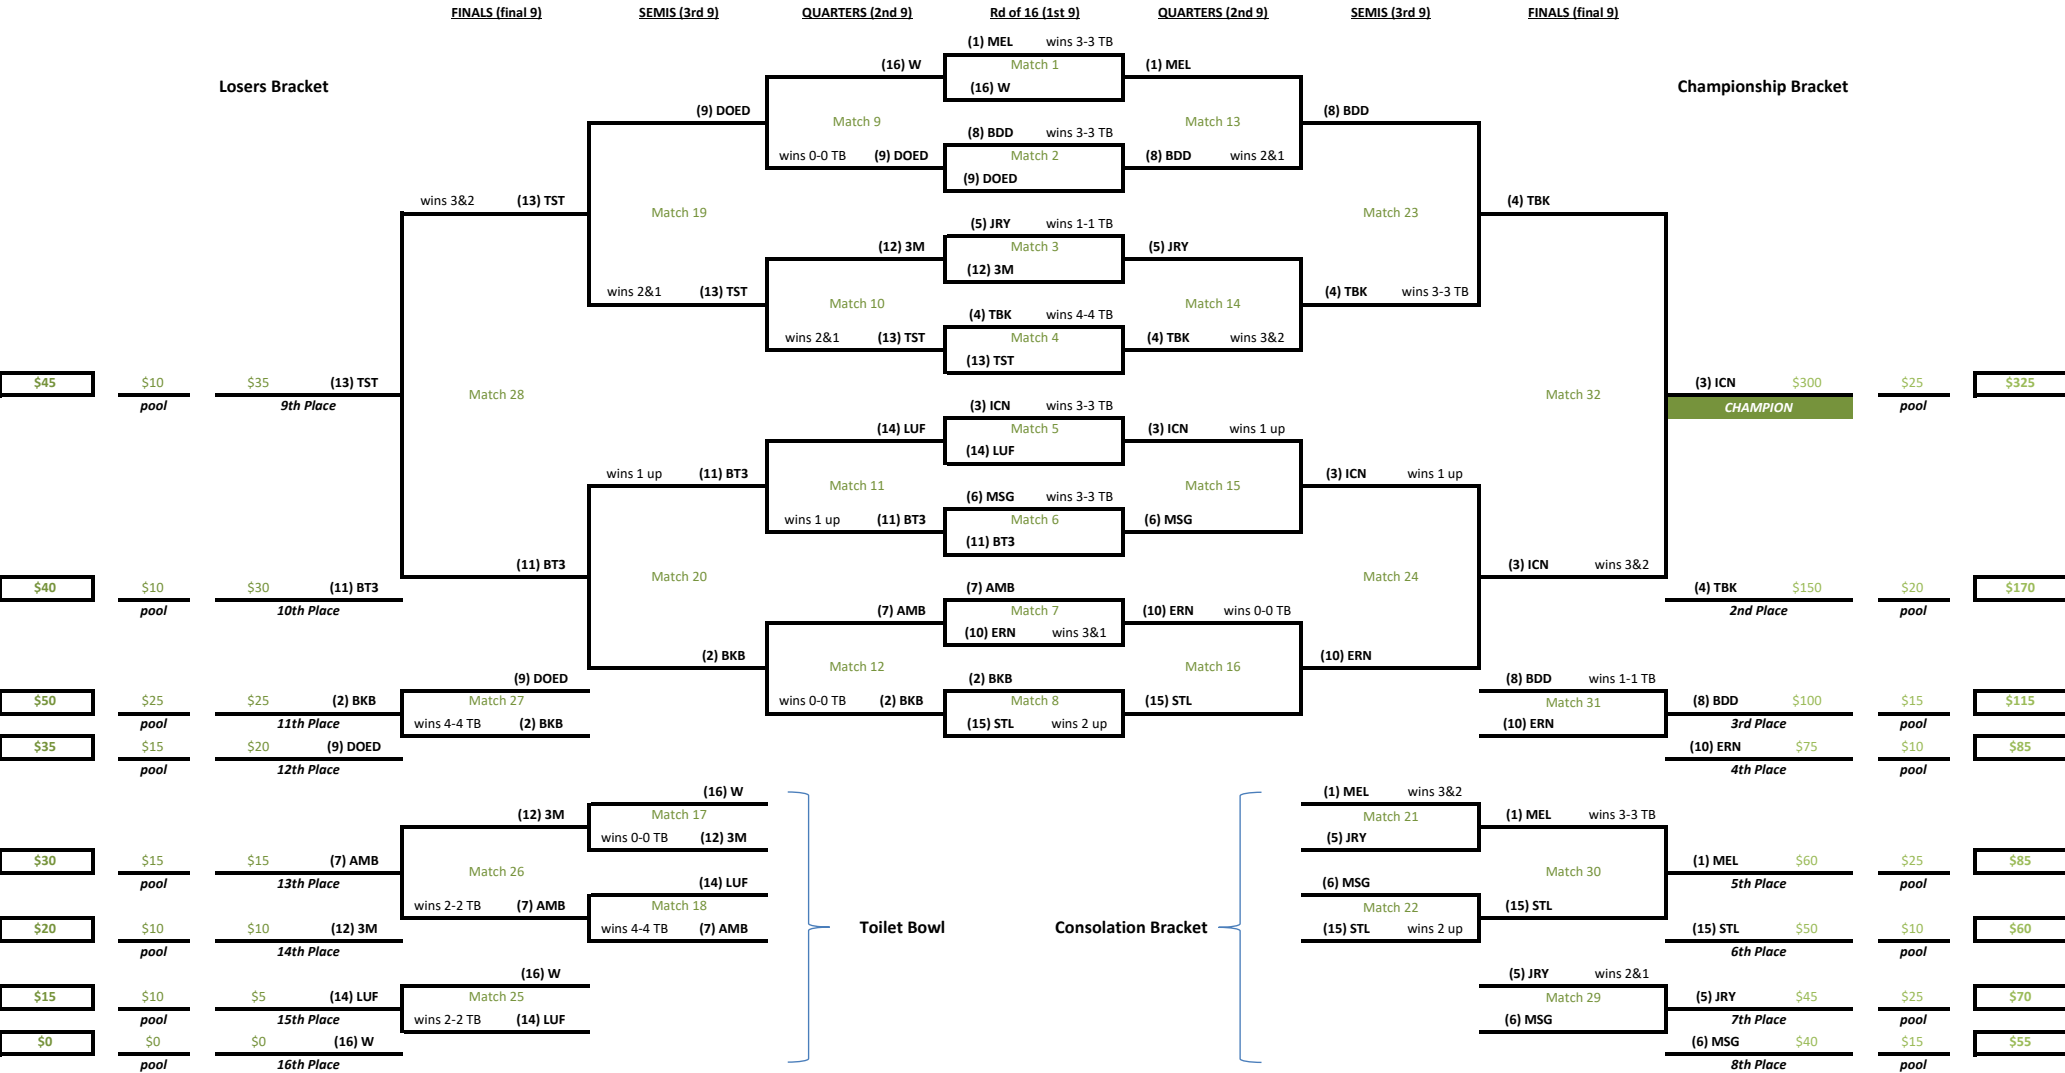 FINALS (final 9) SEMIS (3rd 9) QUARTERS (2nd 9) Rd of 16 (1st 9) QUARTERS (2nd 9) SEMIS (3rd 9) FINALS (final 9)
(1) MEL wins 3-3 TB
(16) W Match 1 (1) MEL
Losers Bracket (16) W Championship Bracket
(9) DOED (8) BDD
Match 9 Match 13
(8) BDD wins 3-3 TB
wins 0-0 TB (9) DOED Match 2 (8) BDD wins 2&1
(9) DOED
wins 3&2 (13) TST (4) TBK
Match 19 Match 23
(5) JRY wins 1-1 TB
(12) 3M Match 3 (5) JRY
(12) 3M
wins 2&1 (13) TST (4) TBK wins 3-3 TB
Match 10 Match 14
(4) TBK wins 4-4 TB
wins 2&1 (13) TST Match 4 (4) TBK wins 3&2
(13) TST
$45 $10 $35 (13) TST (3) ICN $300 $25 $325
Match 28 Match 32
pool 9th Place (3) ICN wins 3-3 TB CHAMPION pool
(14) LUF Match 5 (3) ICN wins 1 up
(14) LUF
wins 1 up (11) BT3 (3) ICN wins 1 up
Match 11 Match 15
(6) MSG wins 3-3 TB
wins 1 up (11) BT3 Match 6 (6) MSG
(11) BT3
(11) BT3 (3) ICN wins 3&2
Match 20 Match 24
$40 $10 $30 (11) BT3 (7) AMB (4) TBK $150 $20 $170
pool 10th Place (7) AMB Match 7 (10) ERN wins 0-0 TB 2nd Place pool
(10) ERN wins 3&1
(2) BKB (10) ERN
Match 12 Match 16
(9) DOED (2) BKB (8) BDD wins 1-1 TB
$50 $25 $25 (2) BKB Match 27 wins 0-0 TB (2) BKB Match 8 (15) STL Match 31 (8) BDD $100 $15 $115
pool 11th Place wins 4-4 TB (2) BKB (15) STL wins 2 up (10) ERN 3rd Place pool
$35 $15 $20 (9) DOED (10) ERN $75 $10 $85
pool 12th Place 4th Place pool
(16) W (1) MEL wins 3&2
(12) 3M Match 17 Match 21 (1) MEL wins 3-3 TB
wins 0-0 TB (12) 3M (5) JRY
$30 $15 $15 (7) AMB (1) MEL $60 $25 $85
Match 26 Match 30
pool 13th Place (14) LUF (6) MSG 5th Place pool
wins 2-2 TB (7) AMB Match 18 Match 22 (15) STL
$20 $10 $10 (12) 3M wins 4-4 TB (7) AMB Toilet Bowl Consolation Bracket (15) STL wins 2 up (15) STL $50 $10 $60
pool 14th Place 6th Place pool
(16) W (5) JRY wins 2&1
$15 $10 $5 (14) LUF Match 25 Match 29 (5) JRY $45 $25 $70
pool 15th Place wins 2-2 TB (14) LUF (6) MSG 7th Place pool
$0 $0 $0 (16) W (6) MSG $40 $15 $55
pool 16th Place 8th Place pool